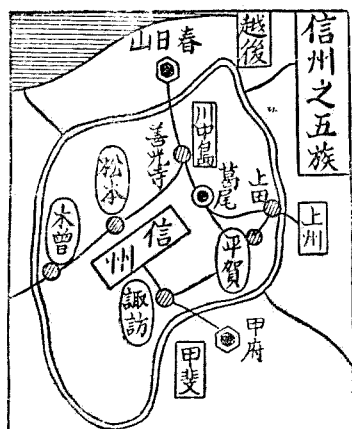 信州之五族
越後
春日山
川中島
善光寺
葛尾
上田
上州
平賀
松本
木曾
信州
諏訪
甲府
甲斐